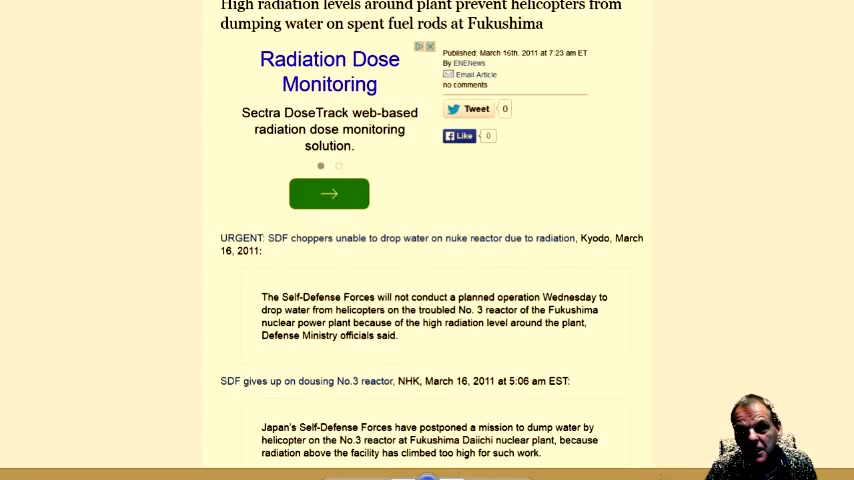 High radiation levels around plant prevent helicopters from
dumping water on spent fuel rods at Fukushima
Radiation Dose
Monitoring
Sectra DoseTrack web-based
radiation dose monitoring
solution.
Published: March 16th, 2011 at 7:23 am ET
By ENENews
Email Article
no comments
Tweet 0
Like 0
URGENT: SDF choppers unable to drop water on nuke reactor due to radiation, Kyodo, March
16, 2011:
The Self-Defense Forces will not conduct a planned operation Wednesday to
drop water from helicopters on the troubled No. 3 reactor of the Fukushima
nuclear power plant because of the high radiation level around the plant,
Defense Ministry officials said.
SDF gives up on dousing No.3 reactor, NHK, March 16, 2011 at 5:06 am EST:
Japan's Self-Defense Forces have postponed a mission to dump water by
helicopter on the No.3 reactor at Fukushima Daiichi nuclear plant, because
radiation above the facility has climbed too high for such work.